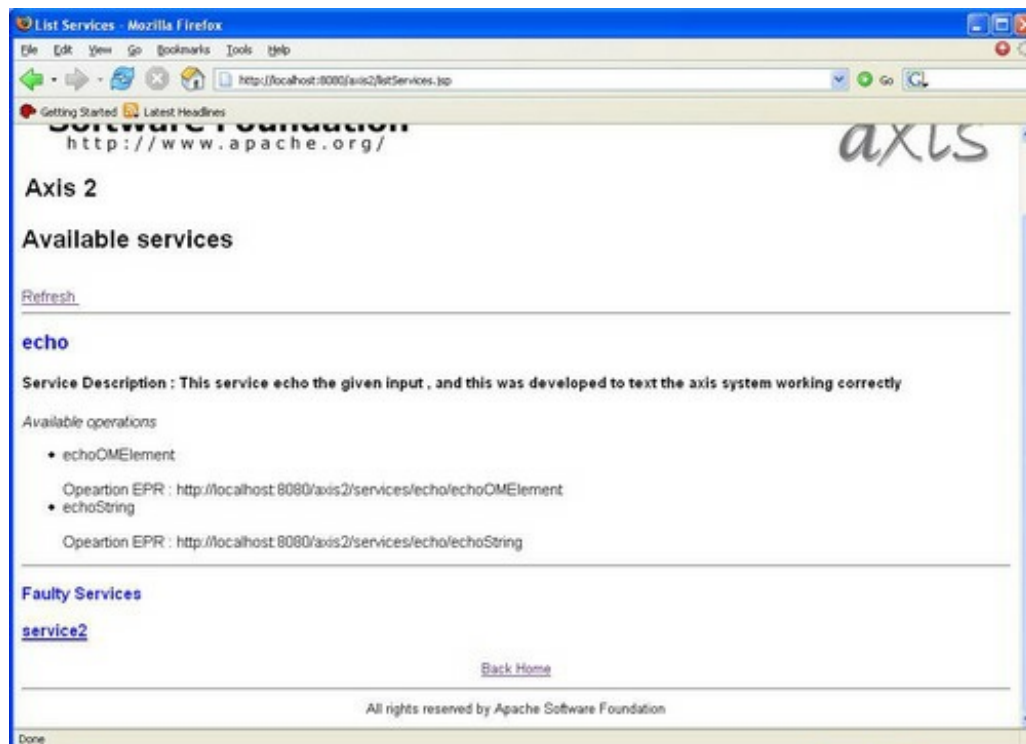 List Services - Mozilla Firefox
File Edit View Go Bookmarks Tools Help
http://localhost:8080/axis2/listServices.jsp
Go
Getting Started Latest Headlines
Software Foundation
http://www.apache.org/
axis
Axis 2
Available services
Refresh
echo
Service Description : This service echo the given input , and this was developed to text the axis system working correctly
Available operations
• echoOMElement
Opeartion EPR : http://localhost:8080/axis2/services/echo/echoOMElement
• echoString
Opeartion EPR : http://localhost:8080/axis2/services/echo/echoString
Faulty Services
service2
Back Home
All rights reserved by Apache Software Foundation
Done